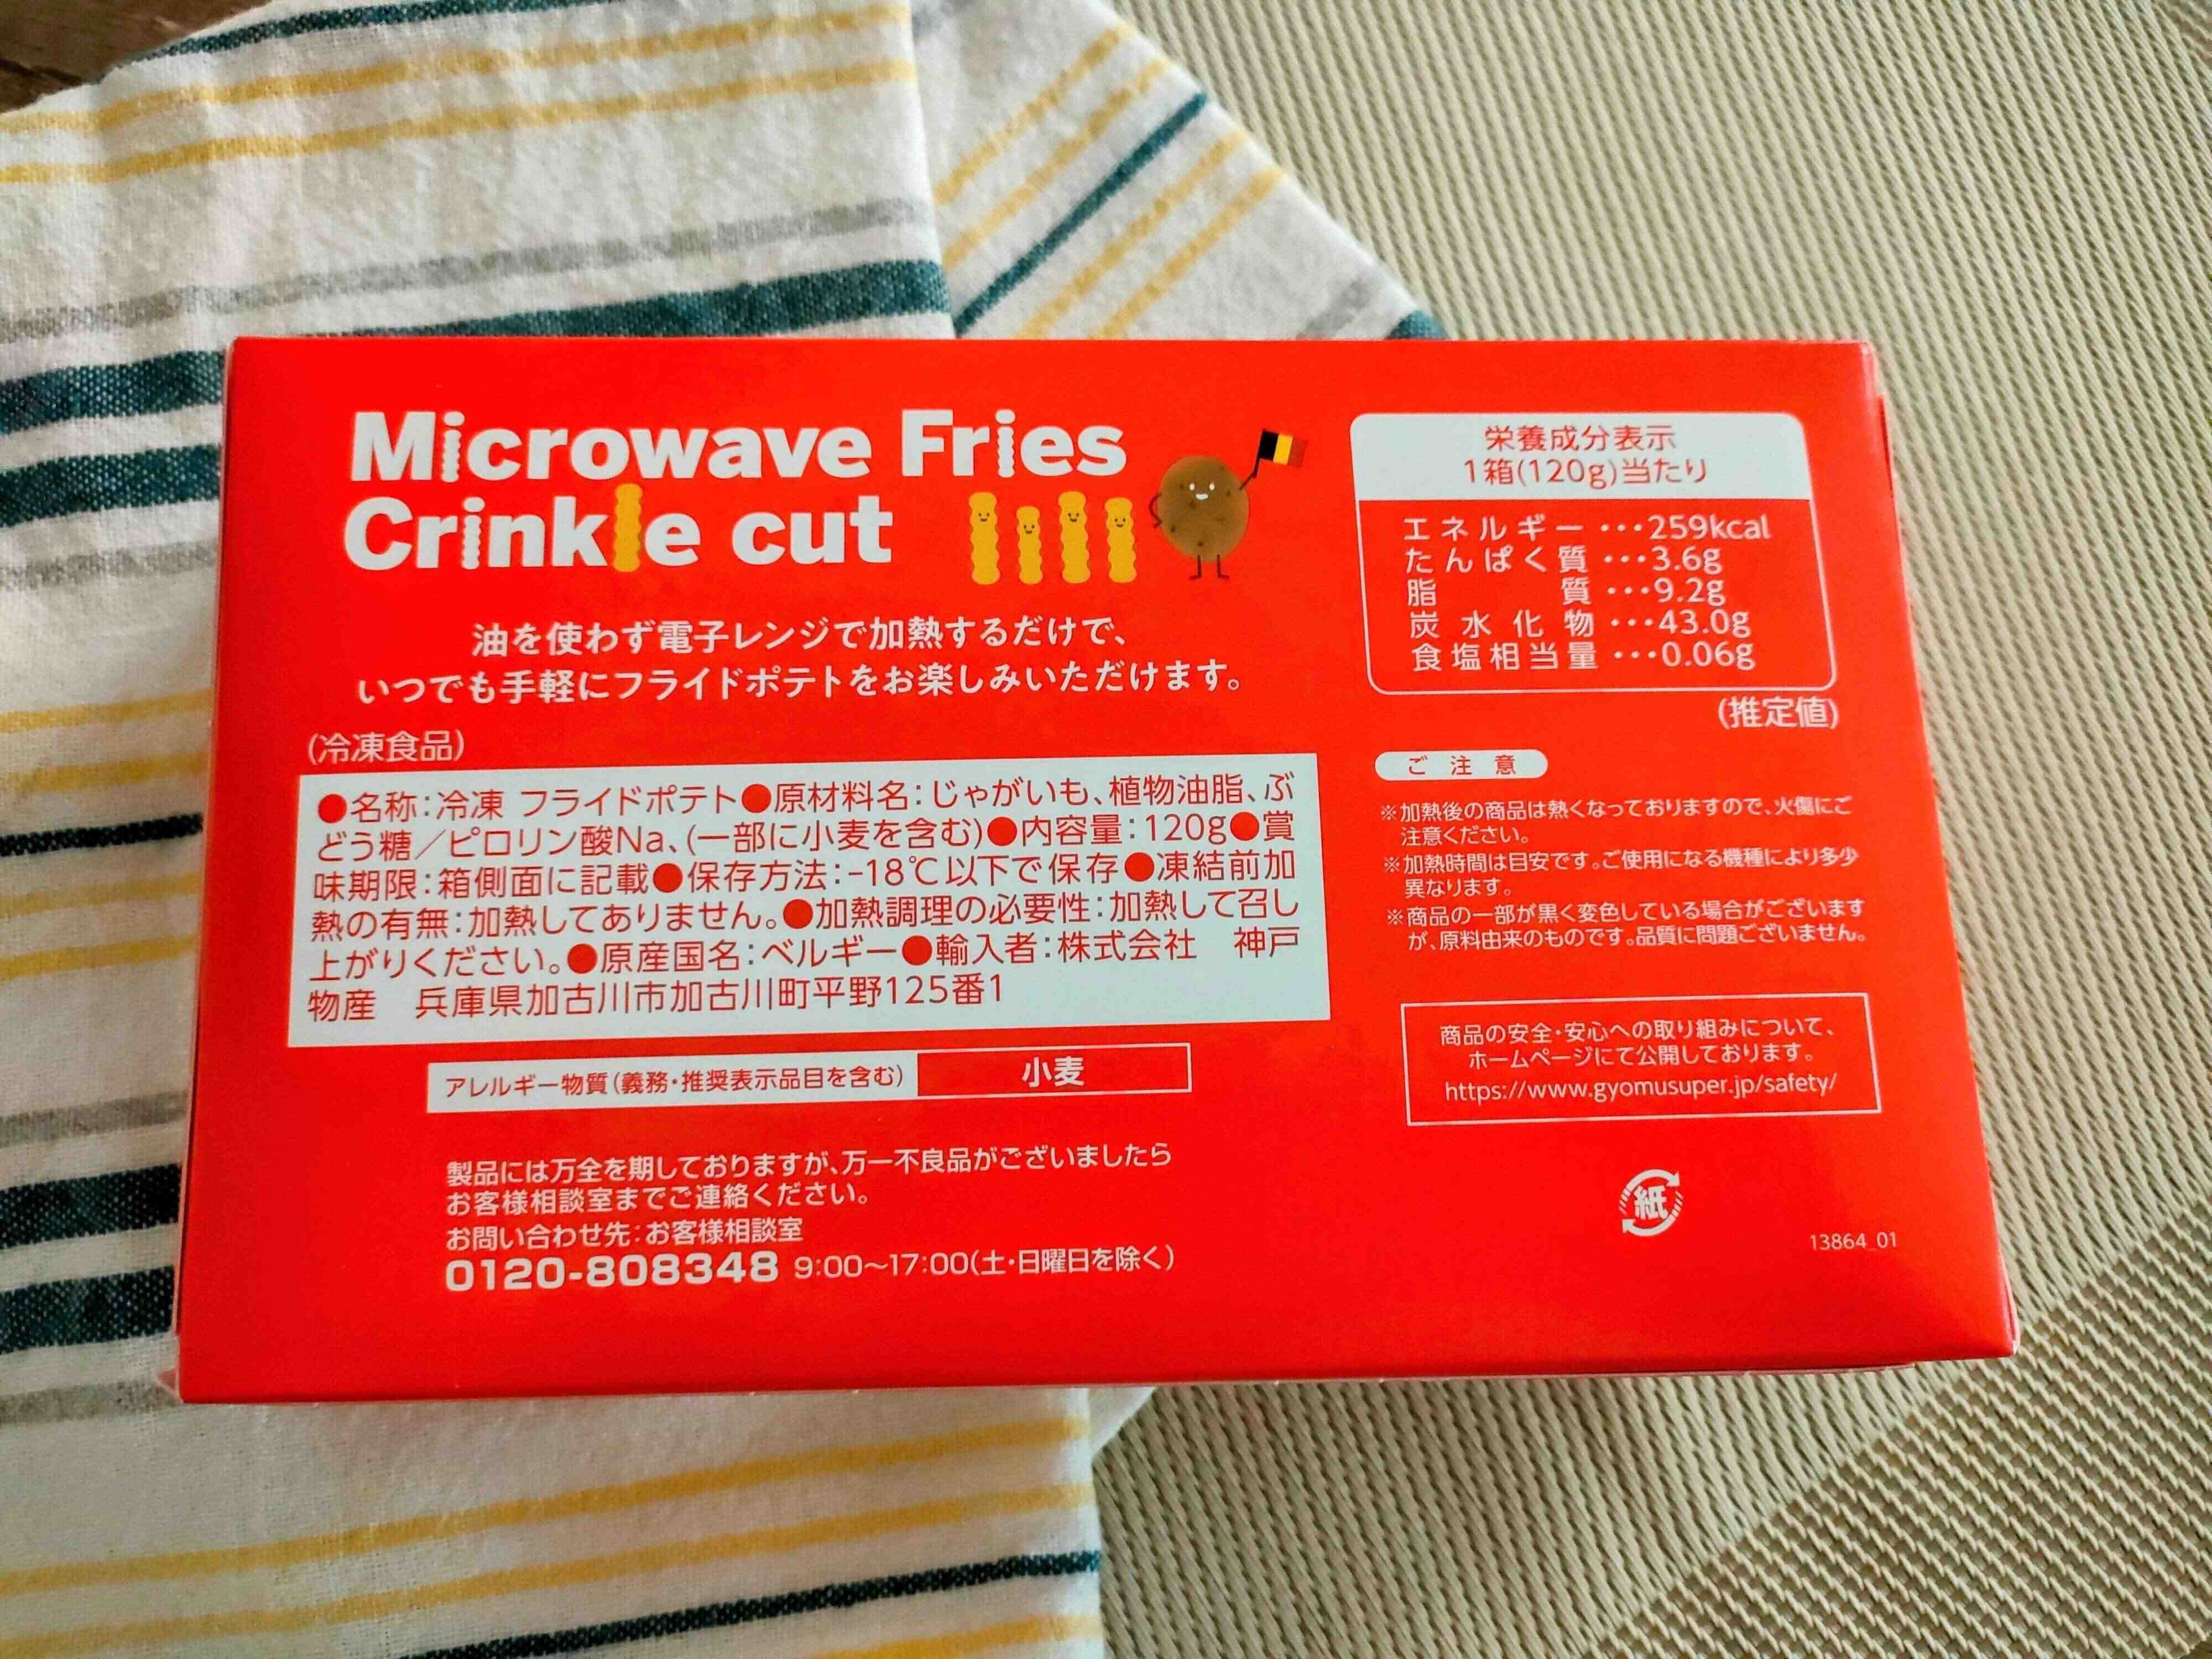 Microwave Fries
Crinkle cut
油を使わず電子レンジで加熱するだけで、
いつでも手軽にフライドポテトをお楽しみいただけます。
(冷凍食品)
●名称:冷凍 フライドポテト●原材料名:じゃがいも、植物油脂、ぶ
どう糖/ピロリン酸Na、(一部に小麦を含む)●内容量:120g●賞
味期限:箱側面に記載●保存方法:-18℃以下で保存●凍結前加
熱の有無:加熱してありません。●加熱調理の必要性:加熱して召し
上がりください。●原産国名:ベルギー●輸入者:株式会社 神戸
物産 兵庫県加古川市加古川町平野125番1
アレルギー物質(義務・推奨表示品目を含む) 小麦
製品には万全を期しておりますが、万一不良品がございましたら
お客様相談室までご連絡ください。
お問い合わせ先:お客様相談室
0120-808348 9:00〜17:00(土・日曜日を除く)
栄養成分表示
1箱(120g)当たり
エネルギー…259kcal
たんぱく質…3.6g
脂質…9.2g
炭水化物…43.0g
食塩相当量…0.06g
(推定値)
ご注意
※加熱後の商品は熱くなっておりますので、火傷にご
注意ください。
※加熱時間は目安です。ご使用になる機種により多少
異なります。
※商品の一部が黒く変色している場合がございます
が、原料由来のものです。品質に問題ございません。
商品の安全・安心への取り組みについて、
ホームページにて公開しております。
https://www.gyomusuper.jp/safety/
紙
13864_01